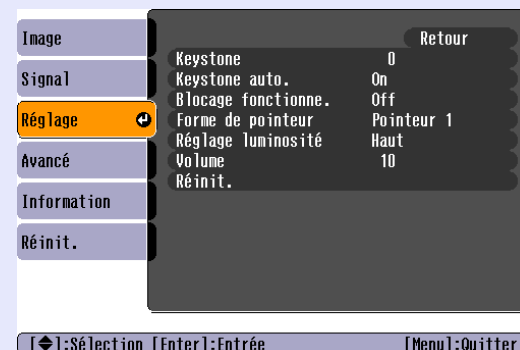 Image
Signal
Réglage
Avancé
Information
Réinit.
Retour
Keystone 0
Keystone auto. On
Blocage fonctionne. Off
Forme de pointeur Pointeur 1
Réglage luminosité Haut
Volume 10
Réinit.
[◆]:Sélection [Enter]:Entrée [Menu]:Quitter